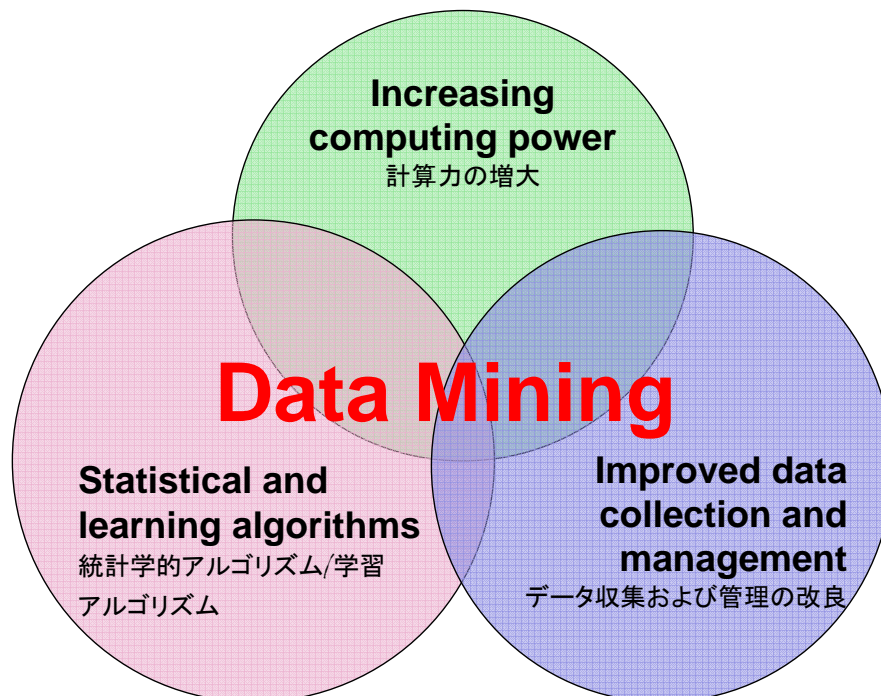 Increasing
computing power
計算力の増大
Data Mining
Statistical and
learning algorithms
統計学的アルゴリズム/学習
アルゴリズム
Improved data
collection and
management
データ収集および管理の改良